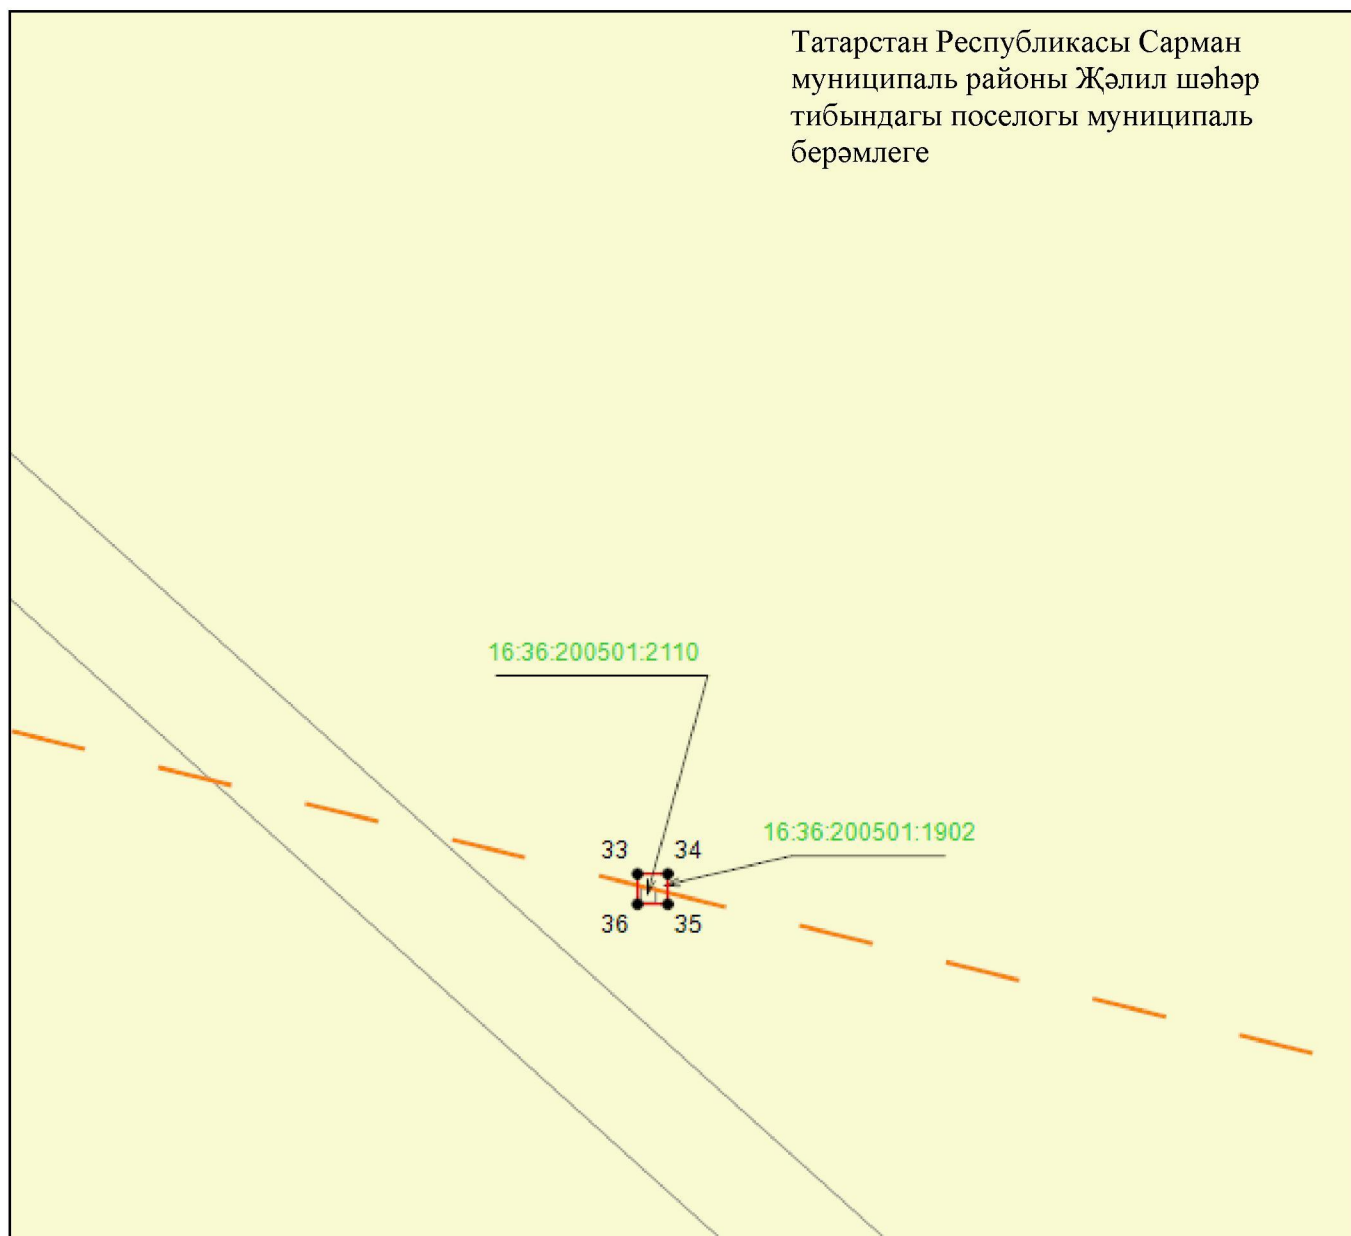 Татарстан Республикасы Сарман
муниципаль районы Җәлил шәһәр
тибындагы поселогы муниципаль
берәмлеге
16:36:200501:2110
16:36:200501:1902
33 34
36 35